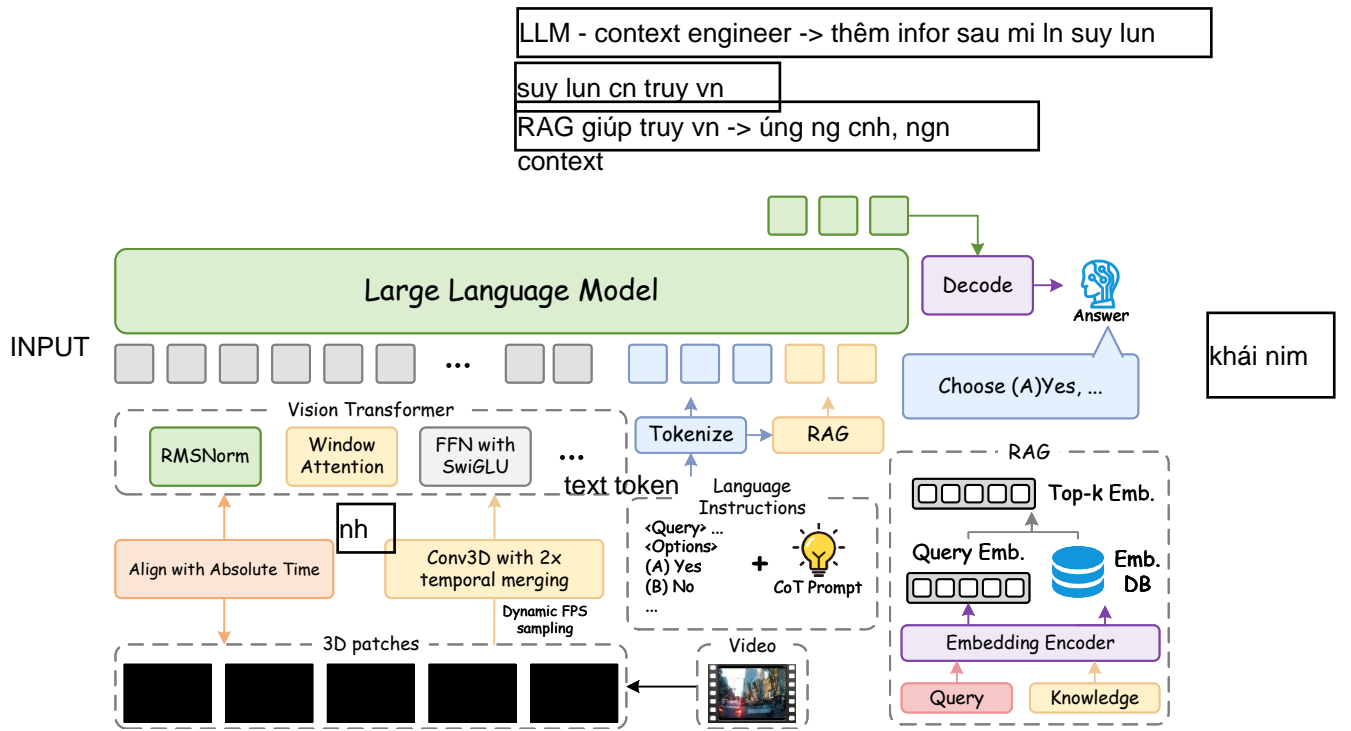 LLM - context engineer -> thêm infor sau mi ln suy lun
suy lun cn truy vn
RAG giúp truy vn -> úng ng cnh, ngn
context
Large Language Model
Decode
Answer
INPUT
...
khái nim
Choose (A)Yes, ...
Vision Transformer
RMSNorm
Window
Attention
FFN with
SwiGLU
...
Tokenize
RAG
text token
Language
Instructions
<Query> ...
<Options>
(A) Yes
(B) No
...
+
CoT Prompt
nh
Align with Absolute Time
Conv3D with 2x
temporal merging
Dynamic FPS
sampling
3D patches
Video
RAG
Top-k Emb.
Query Emb.
Emb.
DB
Embedding Encoder
Query
Knowledge